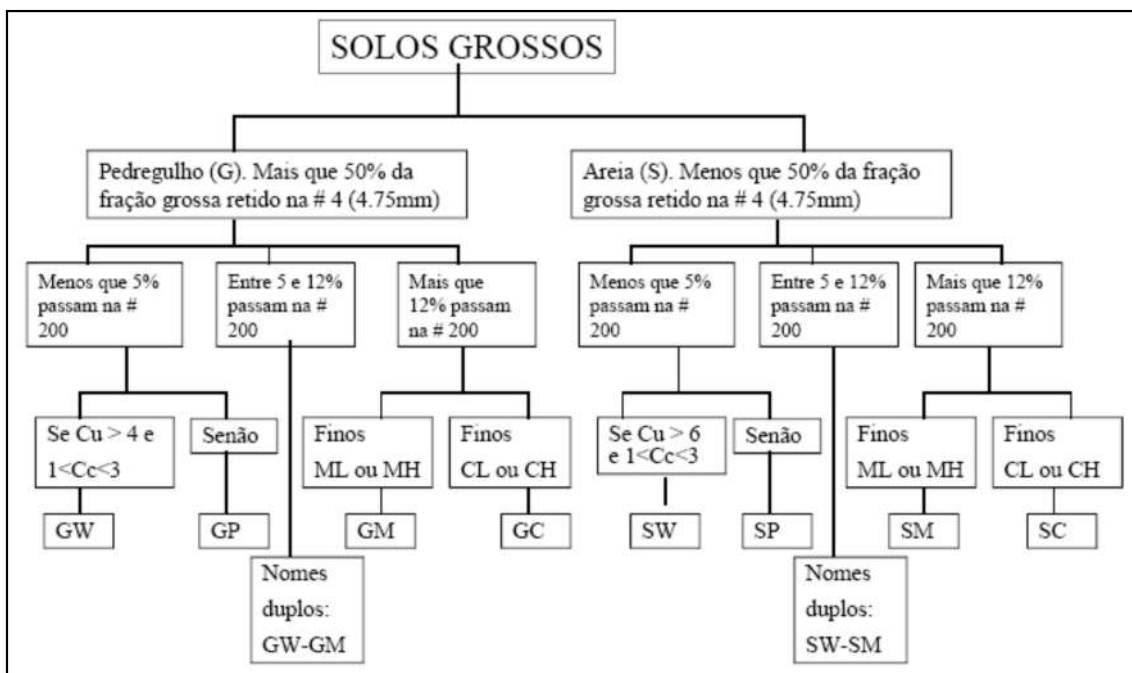 SOLOS GROSSOS
Pedregulho (G). Mais que 50% da
fração grossa retido na # 4 (4.75mm)
Areia (S). Menos que 50% da fração
grossa retido na # 4 (4.75mm)
Menos que 5%
passam na #
200
Entre 5 e 12%
passam na #
200
Mais que
12% passam
na # 200
Menos que 5%
passam na #
200
Entre 5 e 12%
passam na #
200
Mais que 12%
passam na #
200
Se Cu > 4 e
1<Cc<3
Senão
Finos
ML ou MH
Finos
CL ou CH
Se Cu > 6
e 1<Cc<3
Senão
Finos
ML ou MH
Finos
CL ou CH
GW
GP
GM
GC
SW
SP
SM
SC
Nomes
duplos:
GW-GM
Nomes
duplos:
SW-SM